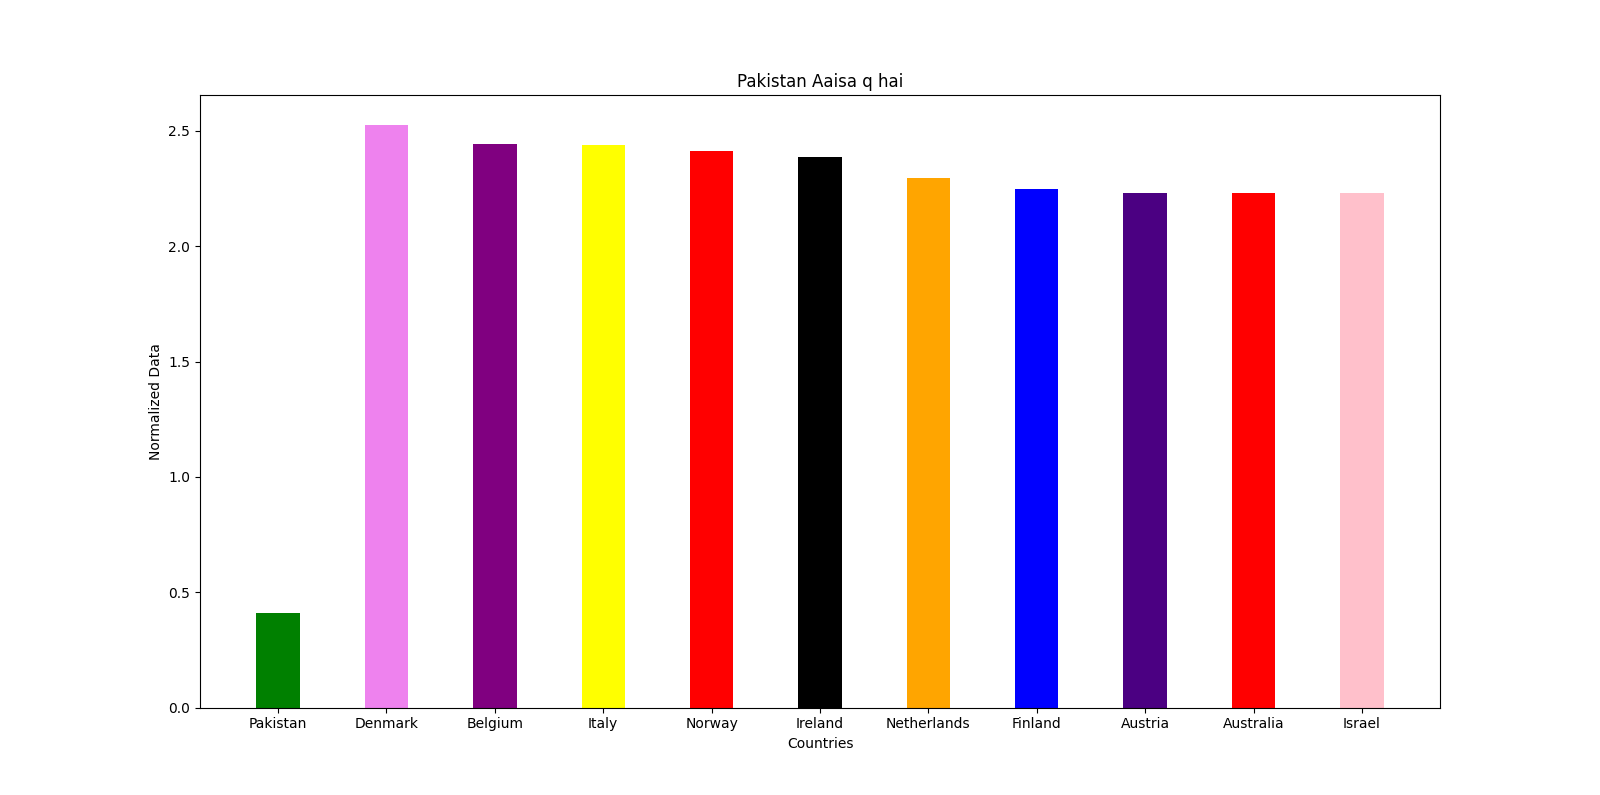 Pakistan Aaisa q hai
Normalized Data
2.5
2.0
1.5
1.0
0.5
0.0
Pakistan Denmark Belgium Italy Norway Ireland Netherlands Finland Austria Australia Israel
Countries